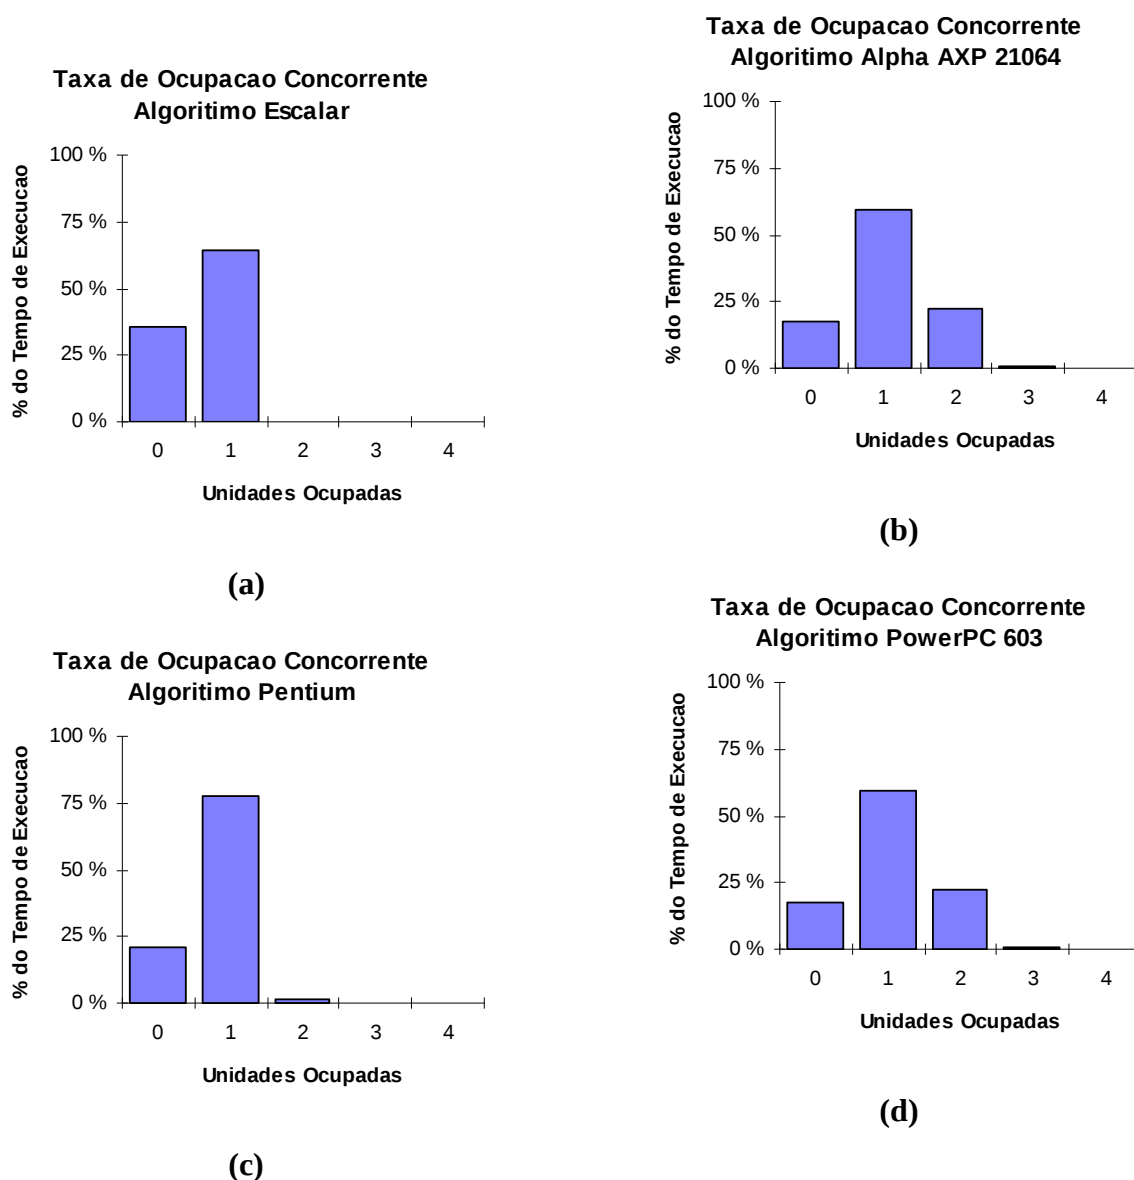 Taxa de Ocupacao Concorrente
Algoritimo Escalar
% do Tempo de Execucao
100 %
75 %
50 %
25 %
0 %
0 1 2 3 4
Unidades Ocupadas
(a)
Taxa de Ocupacao Concorrente
Algoritimo Alpha AXP 21064
% do Tempo de Execucao
100 %
75 %
50 %
25 %
0 %
0 1 2 3 4
Unidades Ocupadas
(b)
Taxa de Ocupacao Concorrente
Algoritimo Pentium
% do Tempo de Execucao
100 %
75 %
50 %
25 %
0 %
0 1 2 3 4
Unidades Ocupadas
(c)
Taxa de Ocupacao Concorrente
Algoritimo PowerPC 603
% do Tempo de Execucao
100 %
75 %
50 %
25 %
0 %
0 1 2 3 4
Unidades Ocupadas
(d)